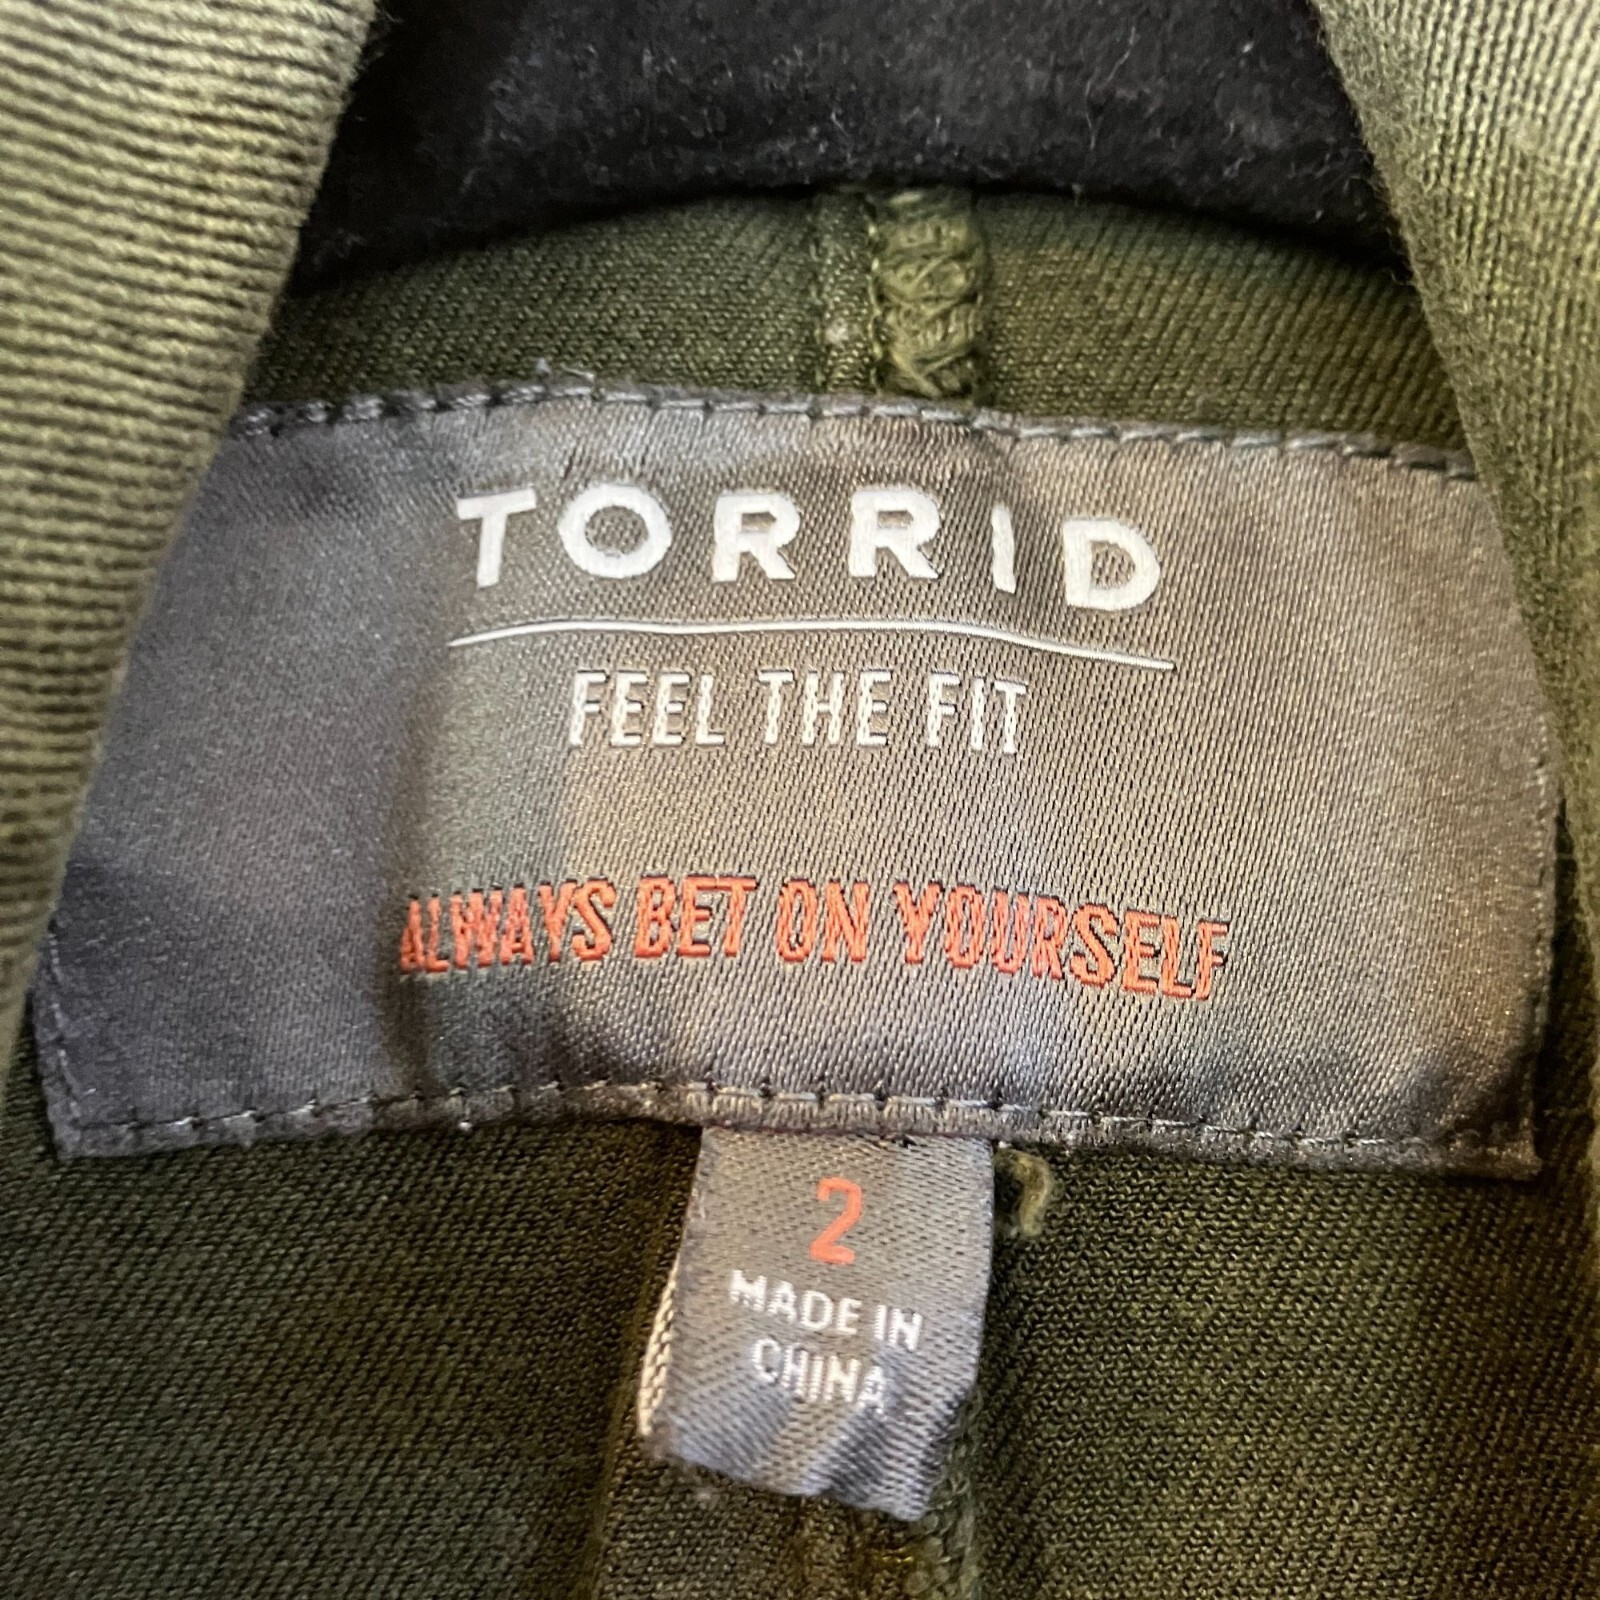 TORRID
FEEL THE FIT
ALWAYS BET ON YOURSELF
2
MADE IN
CHINA